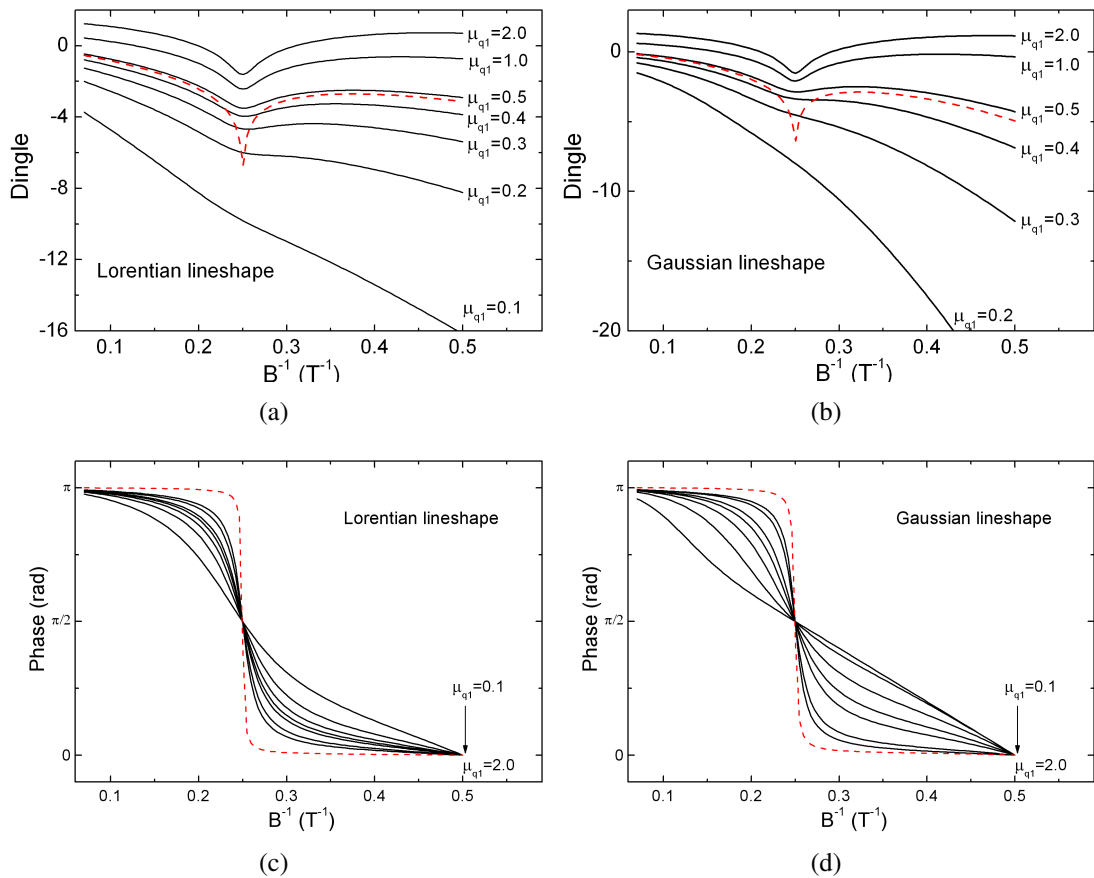 Dingle
0
-4
-8
-12
-16
μq1=2.0
μq1=1.0
μq1=0.5
μq1=0.4
μq1=0.3
μq1=0.2
μq1=0.1
Lorentian lineshape
0.1 0.2 0.3 0.4 0.5
B-1 (T-1)
(a)
Dingle
0
-10
-20
μq1=2.0
μq1=1.0
μq1=0.5
μq1=0.4
μq1=0.3
μq1=0.2
Gaussian lineshape
0.1 0.2 0.3 0.4 0.5
B-1 (T-1)
(b)
Phase (rad)
π
π/2
0
Lorentian lineshape
μq1=0.1
μq1=2.0
0.1 0.2 0.3 0.4 0.5
B-1 (T-1)
(c)
Phase (rad)
π
π/2
0
Gaussian lineshape
μq1=0.1
μq1=2.0
0.1 0.2 0.3 0.4 0.5
B-1 (T-1)
(d)